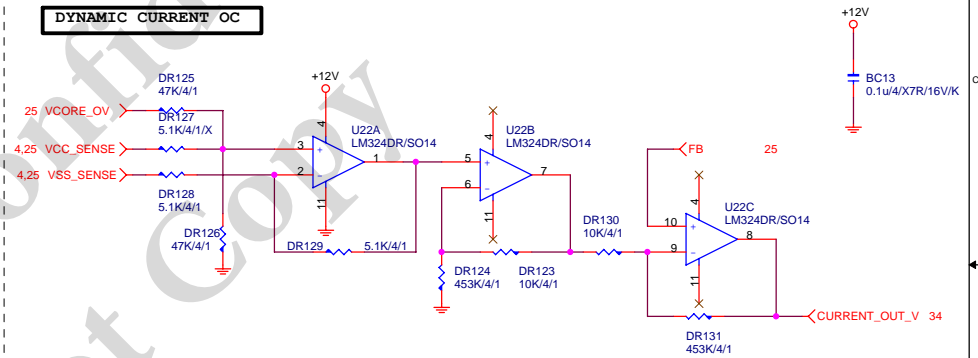 DYNAMIC CURRENT OC
+12V
BC13
0.1u/4/X7R/16V/K
C
DR125
47K/4/1
25 VCORE_OV
DR127
5.1K/4/1/X
4,25 VCC_SENSE
4,25 VSS_SENSE
DR128
5.1K/4/1
DR126
47K/4/1
+12V
U22A
LM324DR/SO14
3
2
1
4
11
DR129
5.1K/4/1
U22B
LM324DR/SO14
5
6
7
4
11
DR124
453K/4/1
DR123
10K/4/1
DR130
10K/4/1
FB 25
U22C
LM324DR/SO14
10
9
8
4
11
DR131
453K/4/1
CURRENT_OUT_V 34
Confid
t Copy